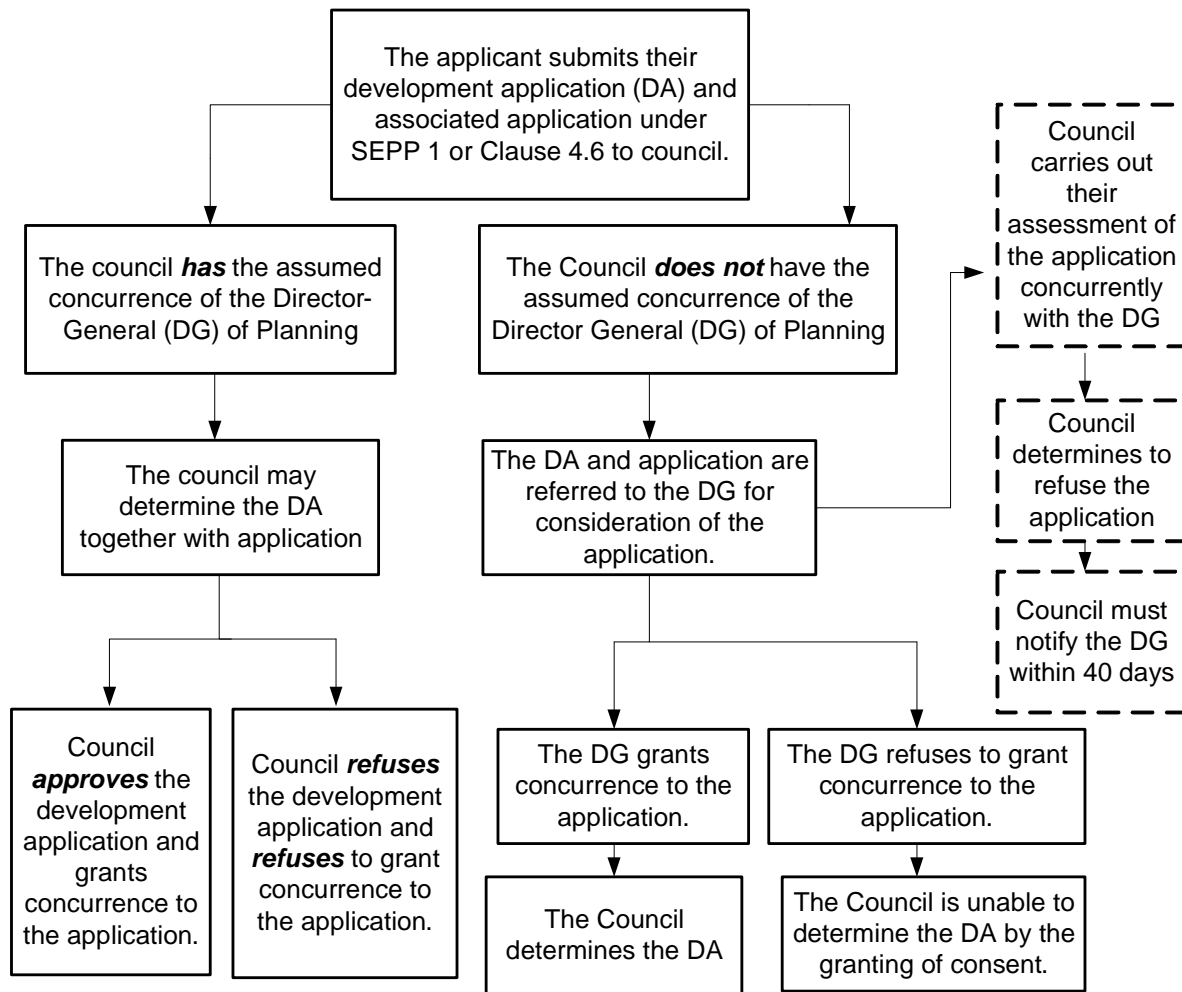 The applicant submits their
development application (DA) and
associated application under
SEPP 1 or Clause 4.6 to council.
The council has the assumed
concurrence of the Director-
General (DG) of Planning
The Council does not have the
assumed concurrence of the
Director General (DG) of Planning
Council
carries out
their
assessment of
the application
concurrently
with the DG
The council may
determine the DA
together with application
The DA and application are
referred to the DG for
consideration of the
application.
Council
determines to
refuse the
application
Council must
notify the DG
within 40 days
Council
approves the
development
application and
grants
concurrence to
the application.
Council refuses
the development
application and
refuses to grant
concurrence to
the application.
The DG grants
concurrence to the
application.
The DG refuses to grant
concurrence to the
application.
The Council
determines the DA
The Council is unable to
determine the DA by the
granting of consent.